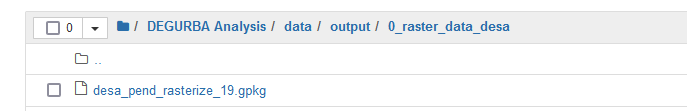 0 / DEGURBA Analysis / data / output / 0_raster_data_desa
..
desa_pend_rasterize_19.gpkg